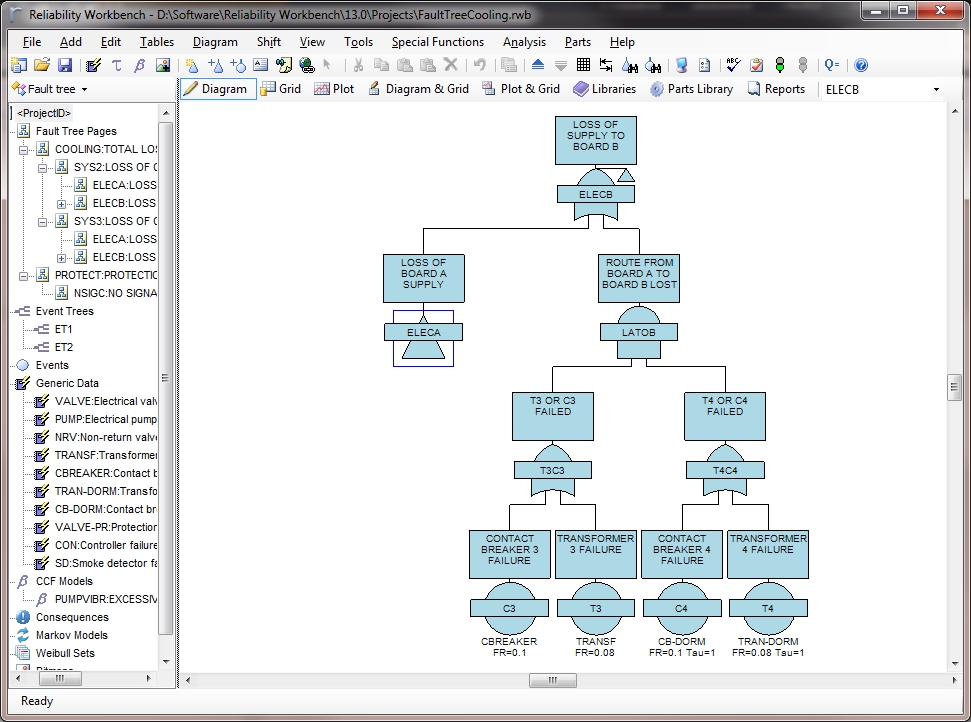 Reliability Workbench - D:\Software\Reliability Workbench\13.0\Projects\FaultTreeCooling.rwb
File Add Edit Tables Diagram Shift View Tools Special Functions Analysis Parts Help
Fault tree Diagram Grid Plot Diagram & Grid Plot & Grid Libraries Parts Library Reports ELECB
<ProjectID>
Fault Tree Pages
COOLING:TOTAL LO
SYS2:LOSS OF C
ELECA:LOSS
ELECB:LOSS
SYS3:LOSS OF C
ELECA:LOSS
ELECB:LOSS
PROTECT:PROTECTIO
NSIGC:NO SIGNA
Event Trees
ET1
ET2
Events
Generic Data
VALVE:Electrical val
PUMP:Electrical pump
NRV:Non-return valv
TRANSF:Transformer
CBREAKER:Contact b
TRAN-DORM:Transfo
CB-DORM:Contact br
VALVE-PR:Protection
CON:Controller failure
SD:Smoke detector fa
CCF Models
PUMPVIBR:EXCESSIV
Consequences
Markov Models
Weibull Sets
LOSS OF
SUPPLY TO
BOARD B
ELECB
LOSS OF
BOARD A
SUPPLY
ELECA
ROUTE FROM
BOARD A TO
BOARD B LOST
LATOB
T3 OR C3
FAILED
T3C3
T4 OR C4
FAILED
T4C4
CONTACT
BREAKER 3
FAILURE
C3
CBREAKER
FR=0.1
TRANSFORMER
3 FAILURE
T3
TRANSF
FR=0.08
CONTACT
BREAKER 4
FAILURE
C4
CB-DORM
FR=0.1 Tau=1
TRANSFORMER
4 FAILURE
T4
TRAN-DORM
FR=0.08 Tau=1
Ready